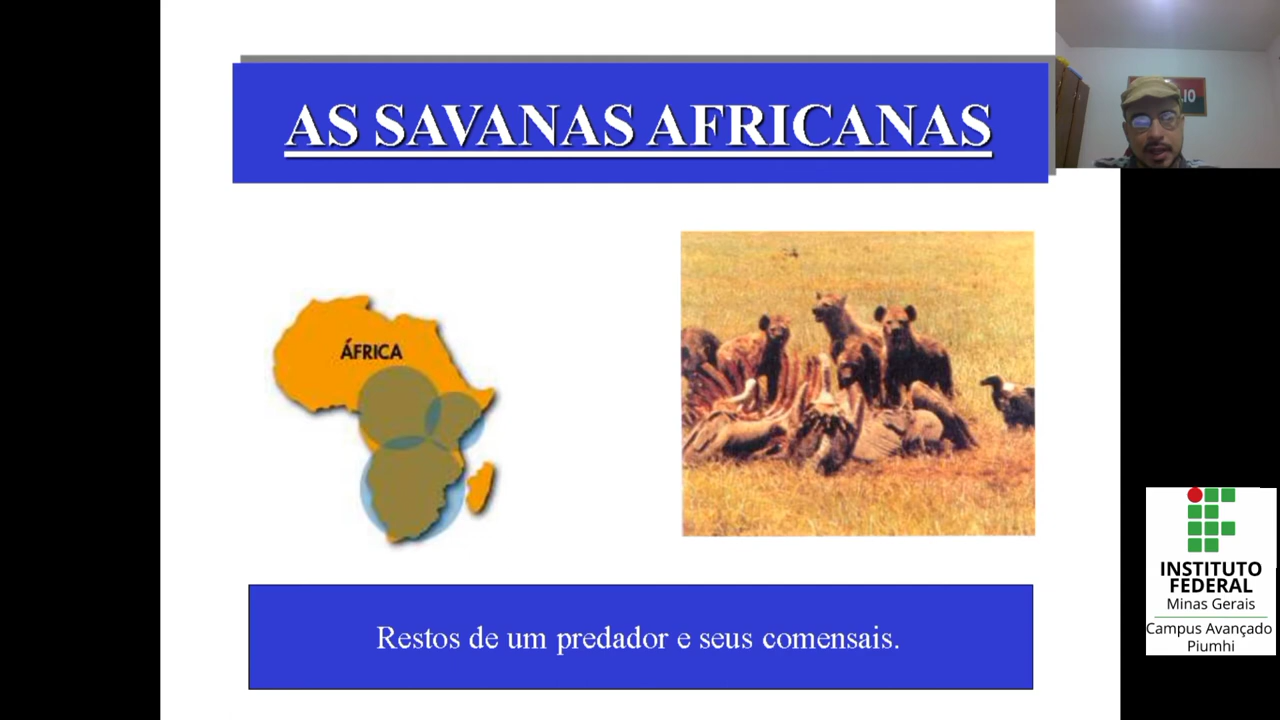 AS SAVANAS AFRICANAS
ÁFRICA
Restos de um predador e seus comensais.
INSTITUTO
FEDERAL
Minas Gerais
Campus Avançado
Piumhi